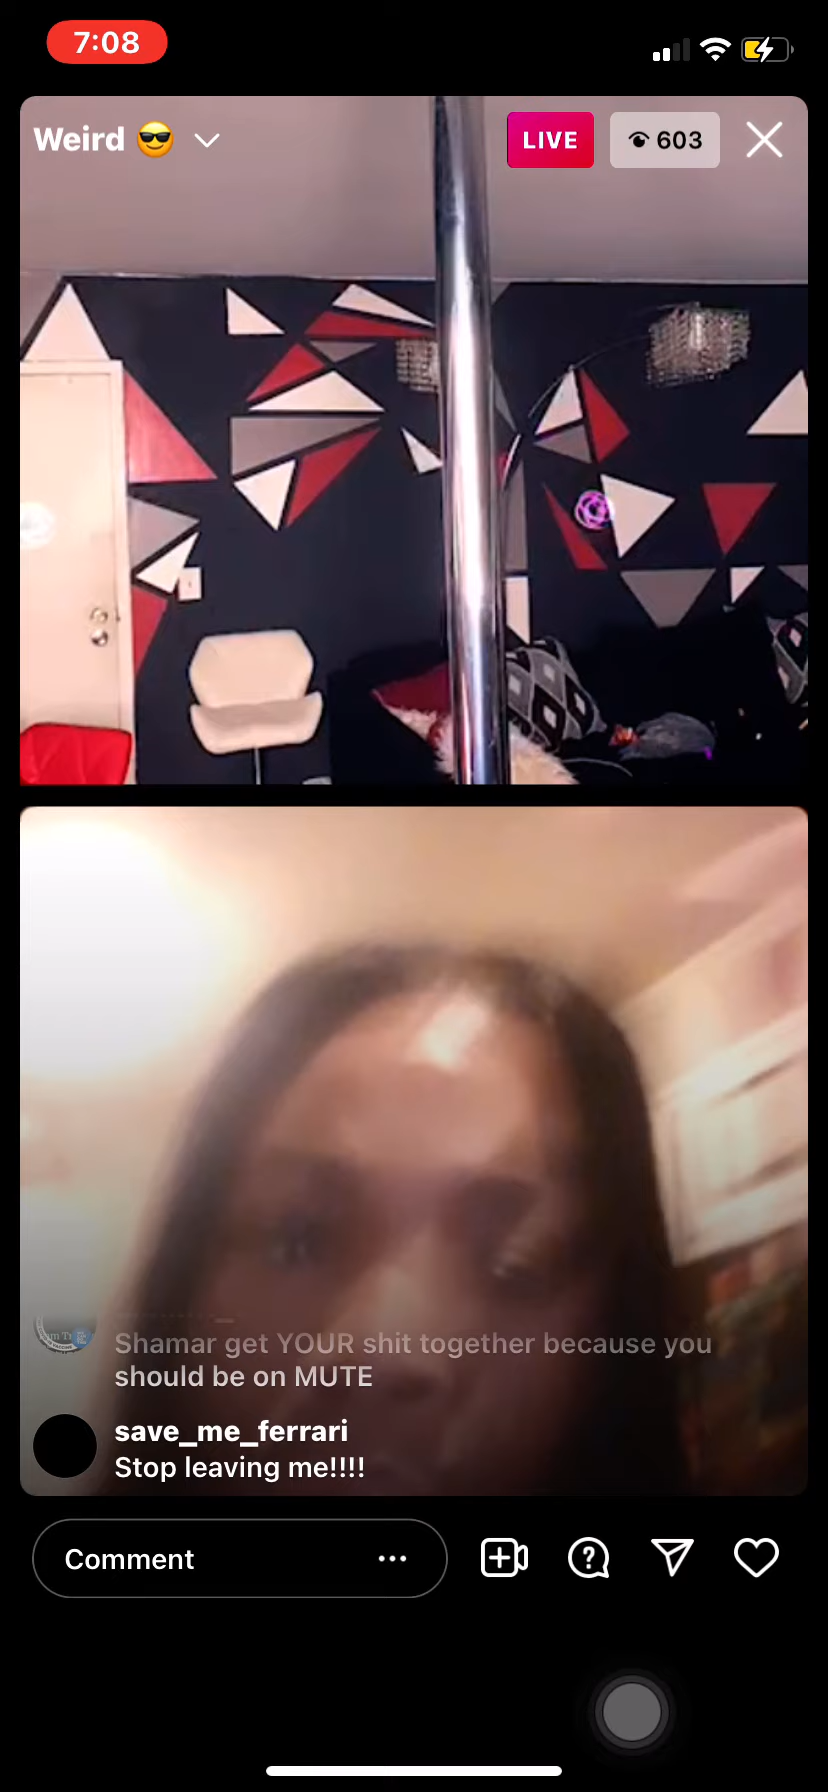 7:08
Weird 😎
LIVE
603
Shamar get YOUR shit together because you
should be on MUTE
save_me_ferrari
Stop leaving me!!!!
Comment